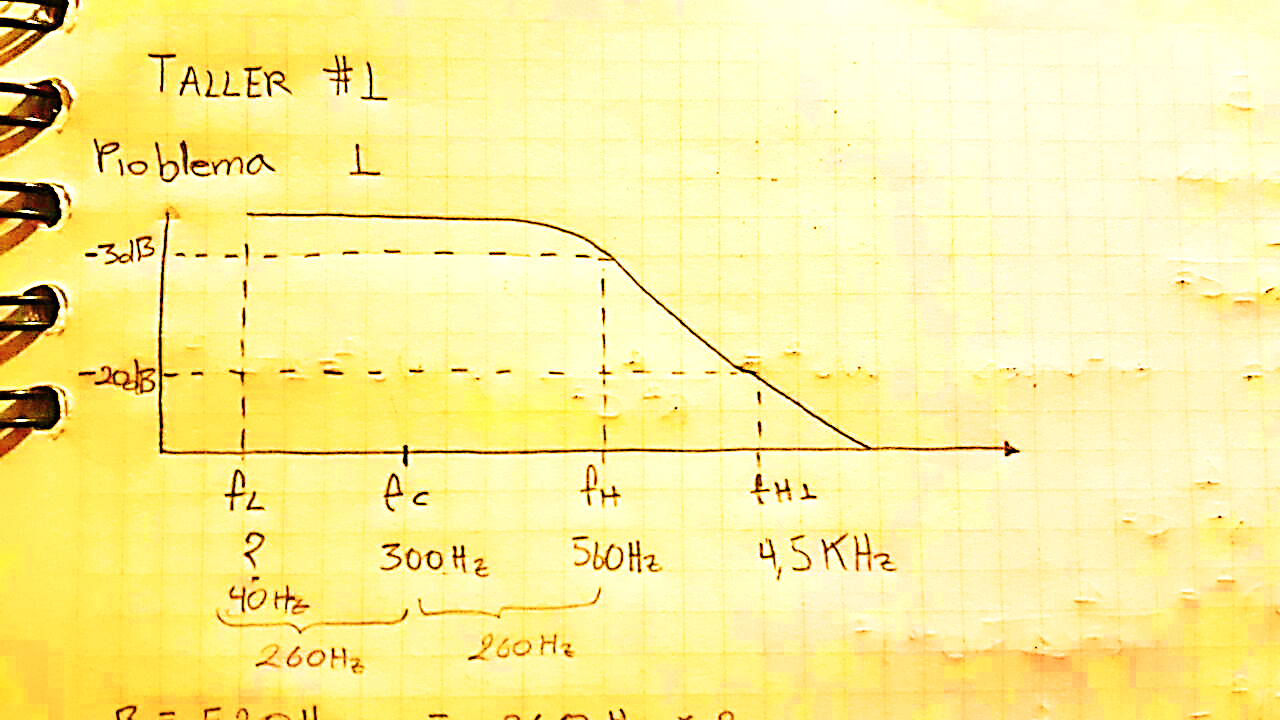 TALLER #1
Problema 1
-3dB
-20dB
fL fc fH fH1
? 300Hz 560Hz 4,5KHz
40Hz
260Hz 260Hz